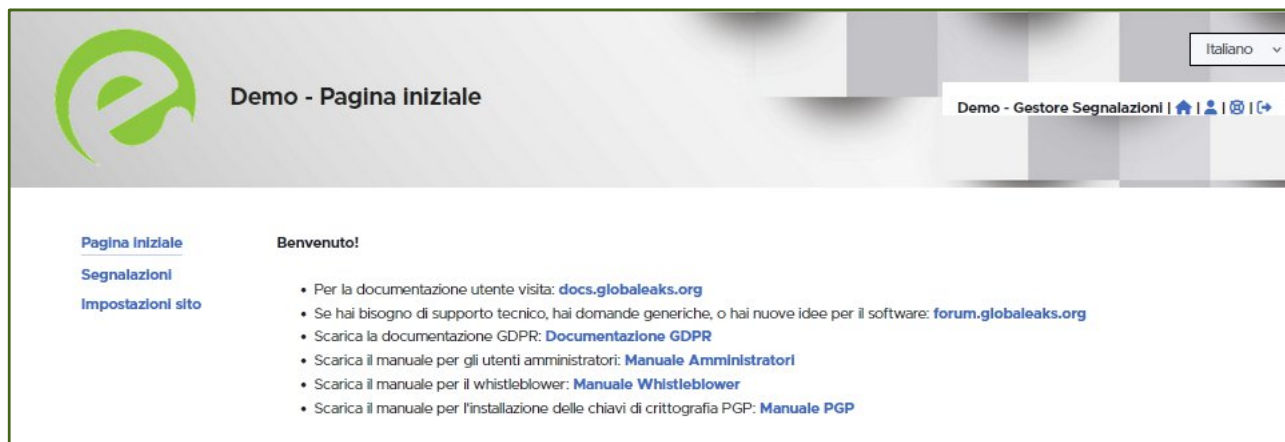 Italiano
Demo - Pagina iniziale
Demo - Gestore Segnalazioni | | | |
Pagina iniziale
Segnalazioni
Impostazioni sito
Benvenuto!
• Per la documentazione utente visita: docs.globaleaks.org
• Se hai bisogno di supporto tecnico, hai domande generiche, o hai nuove idee per il software: forum.globaleaks.org
• Scarica la documentazione GDPR: Documentazione GDPR
• Scarica il manuale per gli utenti amministratori: Manuale Amministratori
• Scarica il manuale per il whistleblower: Manuale Whistleblower
• Scarica il manuale per l'installazione delle chiavi di crittografia PGP: Manuale PGP